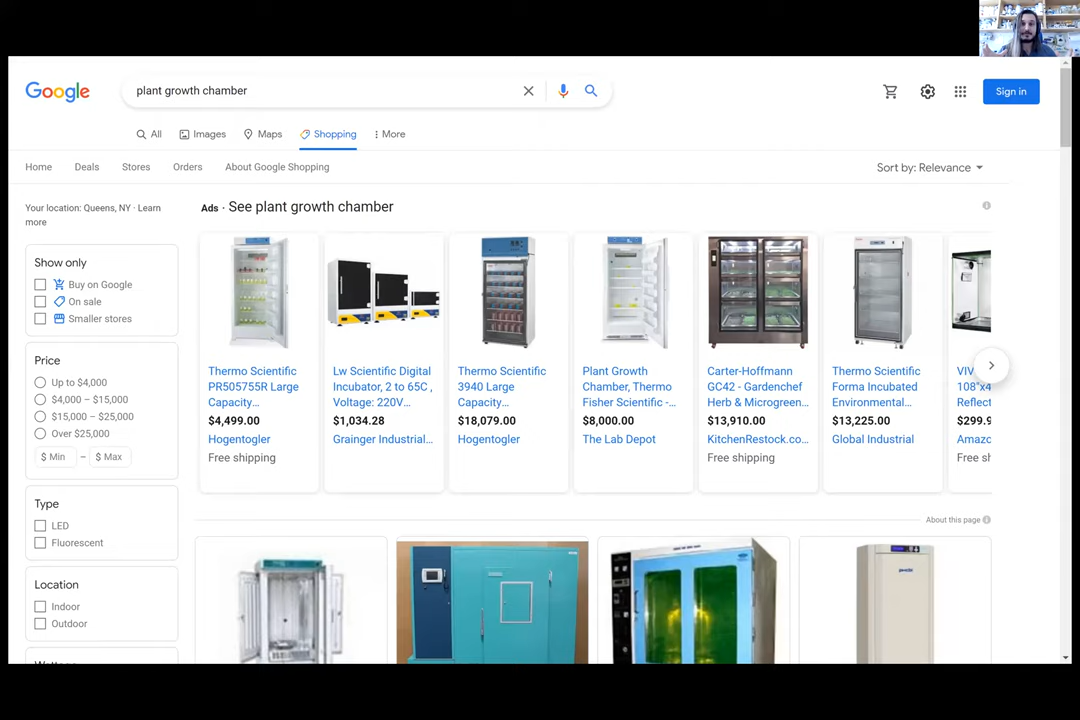 Google
plant growth chamber
Sign in
All
Images
Maps
Shopping
More
Home
Deals
Stores
Orders
About Google Shopping
Sort by: Relevance
Your location: Queens, NY · Learn
more
Ads · See plant growth chamber
Show only
Buy on Google
On sale
Smaller stores
Price
Up to $4,000
$4,000 – $15,000
$15,000 – $25,000
Over $25,000
$ Min – $ Max
Type
LED
Fluorescent
Location
Indoor
Outdoor
Thermo Scientific
PR505755R Large
Capacity…
$4,499.00
Hogentogler
Free shipping
Lw Scientific Digital
Incubator, 2 to 65C ,
Voltage: 220V…
$1,034.28
Grainger Industrial…
Thermo Scientific
3940 Large
Capacity…
$18,079.00
Hogentogler
Plant Growth
Chamber, Thermo
Fisher Scientific -…
$8,000.00
The Lab Depot
Carter-Hoffmann
GC42 - Gardenchef
Herb & Microgreen…
$13,910.00
KitchenRestock.co…
Free shipping
Thermo Scientific
Forma Incubated
Environmental…
$13,225.00
Global Industrial
VIV
108"x4
Reflect
$299.9
Amazo
Free sh
About this page